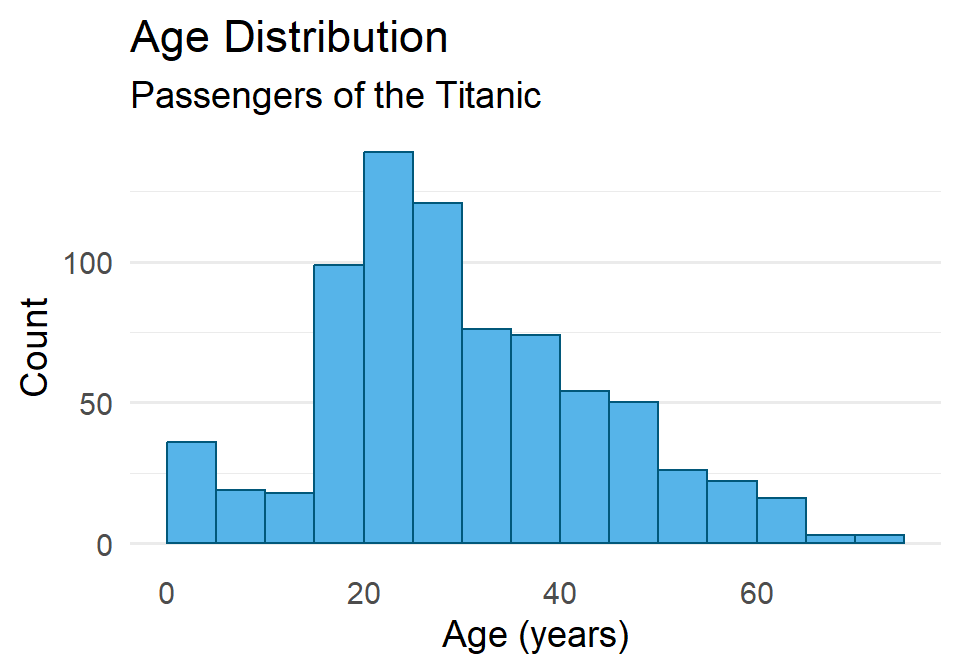 Age Distribution
Passengers of the Titanic
Count
100
50
0
0 20 40 60
Age (years)